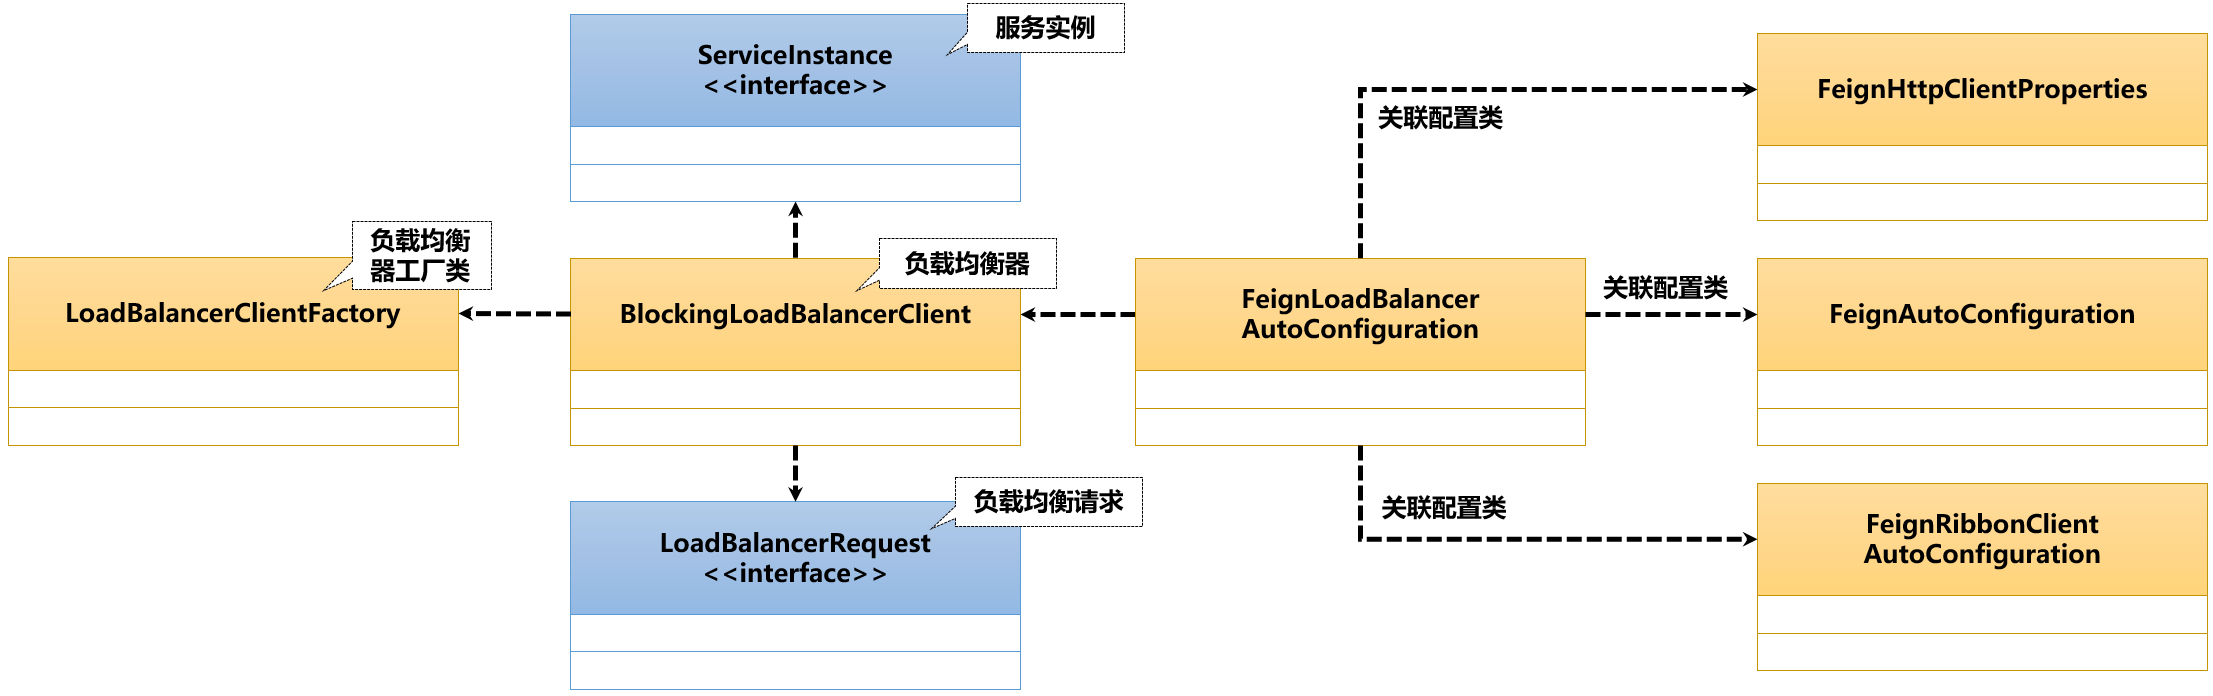 服务实例
ServiceInstance
<<interface>>
负载均衡
器工厂类
LoadBalancerClientFactory
负载均衡器
BlockingLoadBalancerClient
负载均衡请求
LoadBalancerRequest
<<interface>>
FeignLoadBalancer
AutoConfiguration
关联配置类
FeignHttpClientProperties
关联配置类
FeignAutoConfiguration
关联配置类
FeignRibbonClient
AutoConfiguration